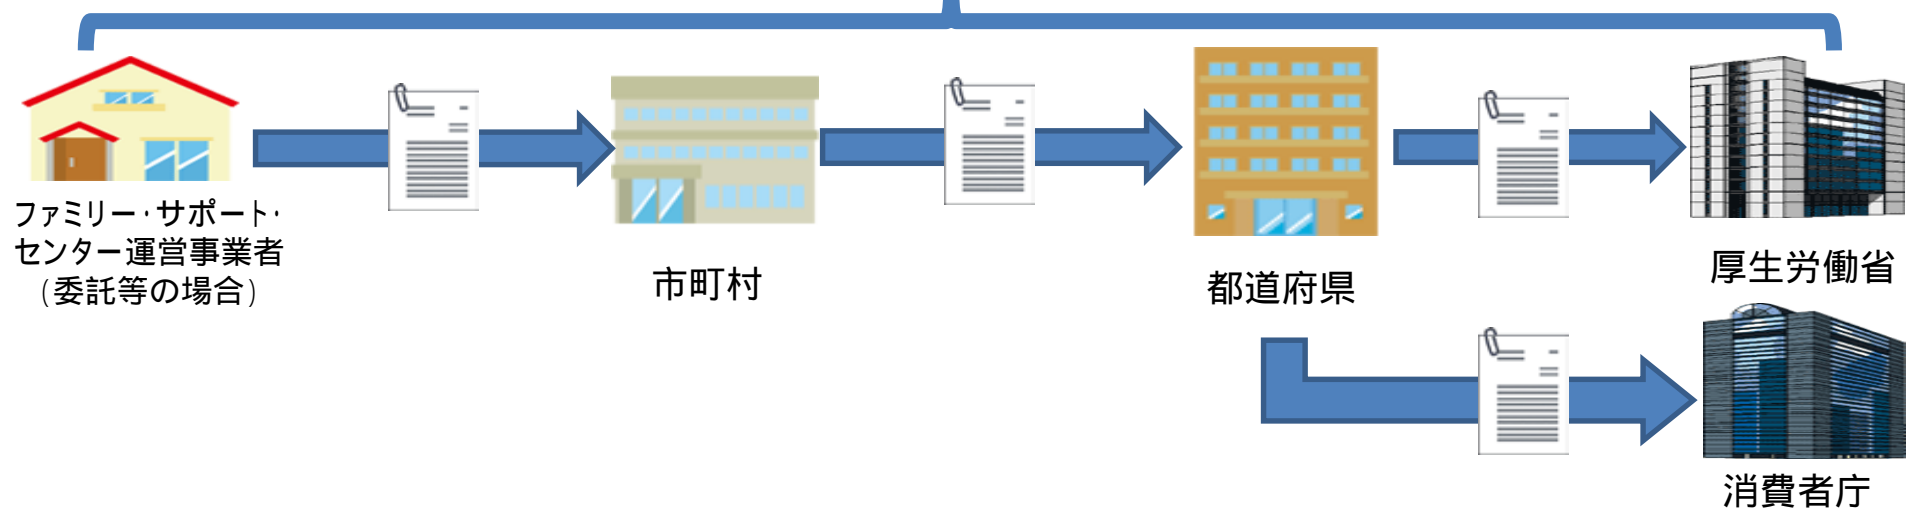 ファミリー・サポート・
センター運営事業者
(委託等の場合)
市町村
都道府県
厚生労働省
消費者庁